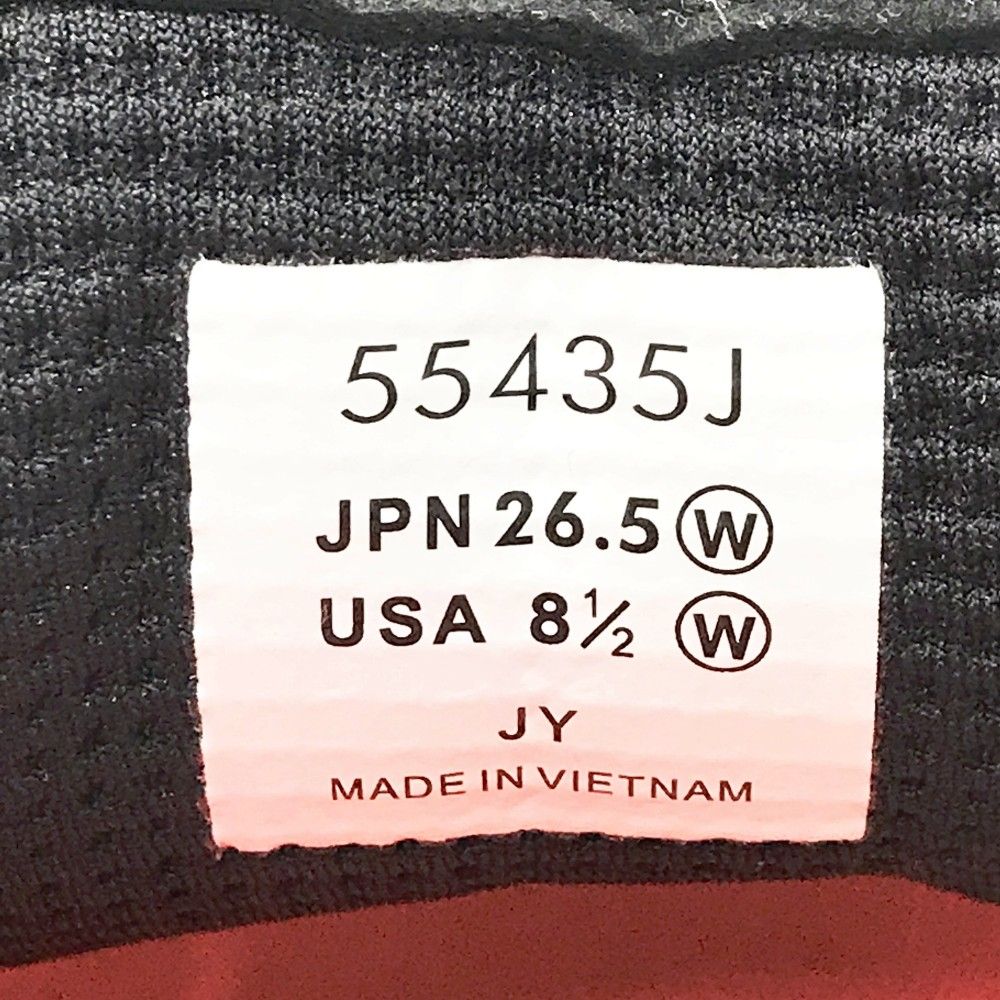 55435J
JPN 26.5 Ⓦ
USA 8½ Ⓦ
JY
MADE IN VIETNAM